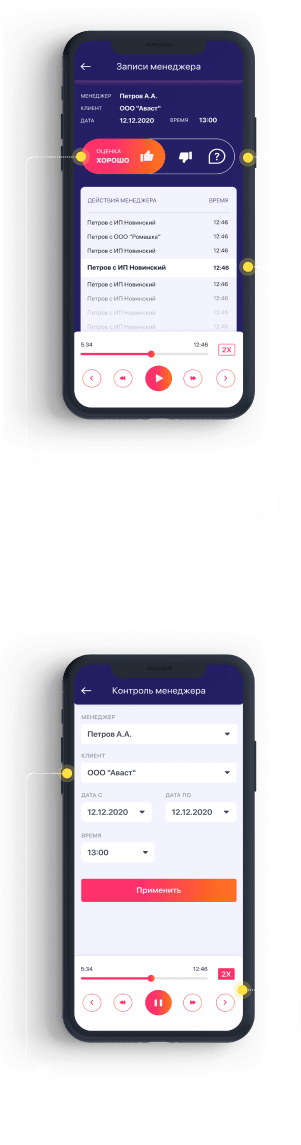 Записи менеджера
МЕНЕДЖЕР Петров А.А.
КЛИЕНТ ООО "Аваст"
ДАТА 12.12.2020 ВРЕМЯ 13:00
ОЦЕНКА
ХОРОШО
ДЕЙСТВИЯ МЕНЕДЖЕРА ВРЕМЯ
Петров с ИП Новинский 12:46
Петров с ООО "Ромашка" 12:46
Петров с ИП Новинский 12:46
Петров с ИП Новинский 12:46
Петров с ИП Новинский 12:46
Петров с ИП Новинский 12:46
Петров с ИП Новинский 12:46
Петров с ИП Новинский 12:46
5:34 12:46 2X
Контроль менеджера
МЕНЕДЖЕР
Петров А.А.
КЛИЕНТ
ООО "Аваст"
ДАТА С ДАТА ПО
12.12.2020 12.12.2020
ВРЕМЯ
13:00
Применить
5:34 12:46 2X